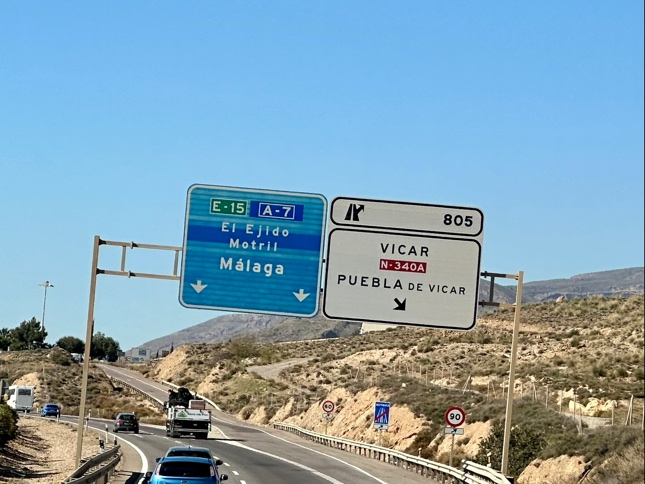 E-15 A-7
El Ejido
Motril
Málaga
805
VICAR
N-340A
PUEBLA DE VICAR
90